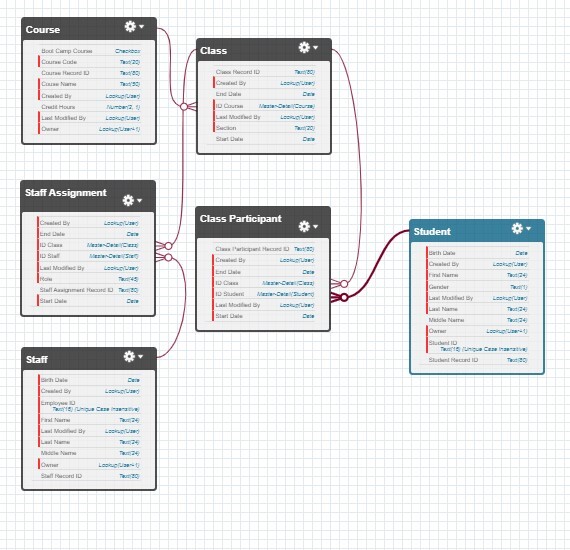 Course
Boot Camp Course Checkbox
Course Code Text(20)
Course Record ID Text(80)
Couse Name Text(50)
Created By Lookup(User)
Credit Hours Number(2, 1)
Last Modified By Lookup(User)
Owner Lookup(User+1)
Class
Class Record ID Text(80)
Created By Lookup(User)
End Date Date
ID Course Master-Detail(Course)
Last Modified By Lookup(User)
Section Text(20)
Start Date Date
Staff Assignment
Created By Lookup(User)
End Date Date
ID Class Master-Detail(Class)
ID Staff Master-Detail(Staff)
Last Modified By Lookup(User)
Role Text(45)
Staff Assignment Record ID Text(80)
Start Date Date
Class Participant
Class Participant Record ID Text(80)
Created By Lookup(User)
End Date Date
ID Class Master-Detail(Class)
ID Student Master-Detail(Student)
Last Modified By Lookup(User)
Start Date Date
Student
Birth Date Date
Created By Lookup(User)
First Name Text(24)
Gender Text(1)
Last Modified By Lookup(User)
Last Name Text(24)
Middle Name Text(24)
Owner Lookup(User+1)
Student ID
Text(15) (Unique Case Insensitive)
Student Record ID Text(80)
Staff
Birth Date Date
Created By Lookup(User)
Employee ID
Text(15) (Unique Case Insensitive)
First Name Text(24)
Last Modified By Lookup(User)
Last Name Text(24)
Middle Name Text(24)
Owner Lookup(User+1)
Staff Record ID Text(80)